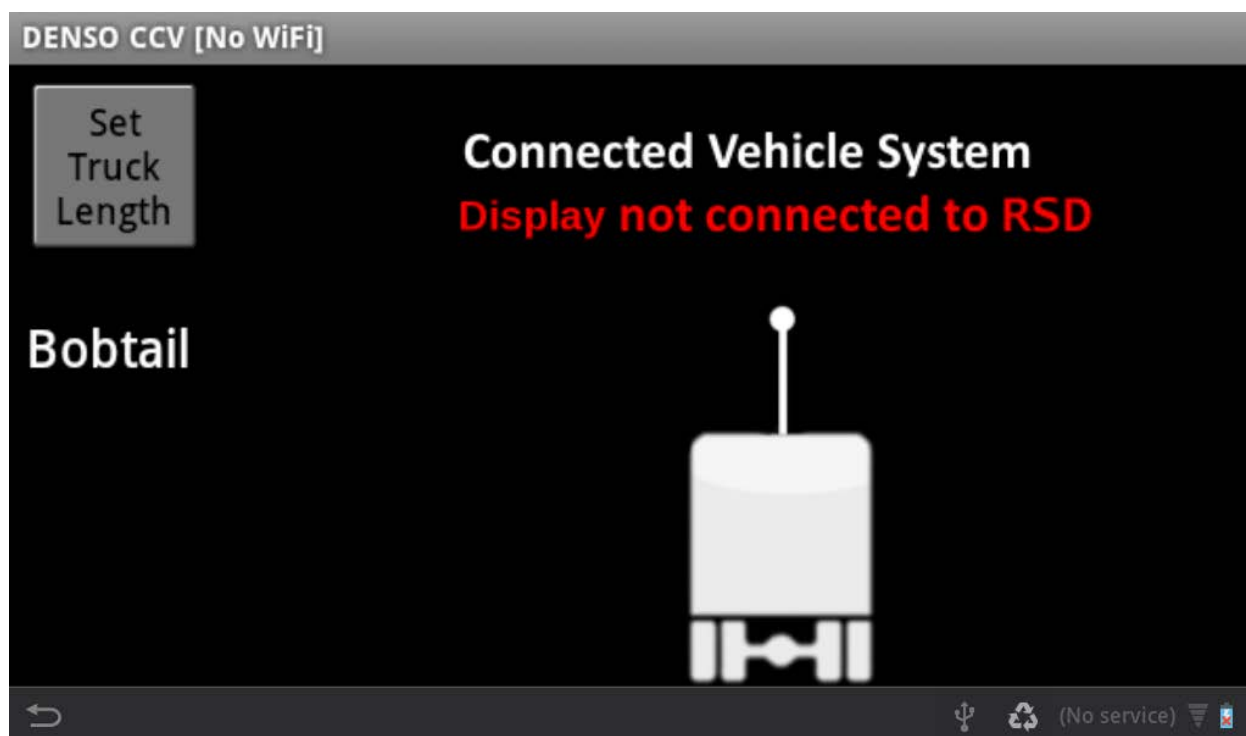 DENSO CCV [No WiFi]
Set
Truck
Length
Connected Vehicle System
Display not connected to RSD
Bobtail
(No service)